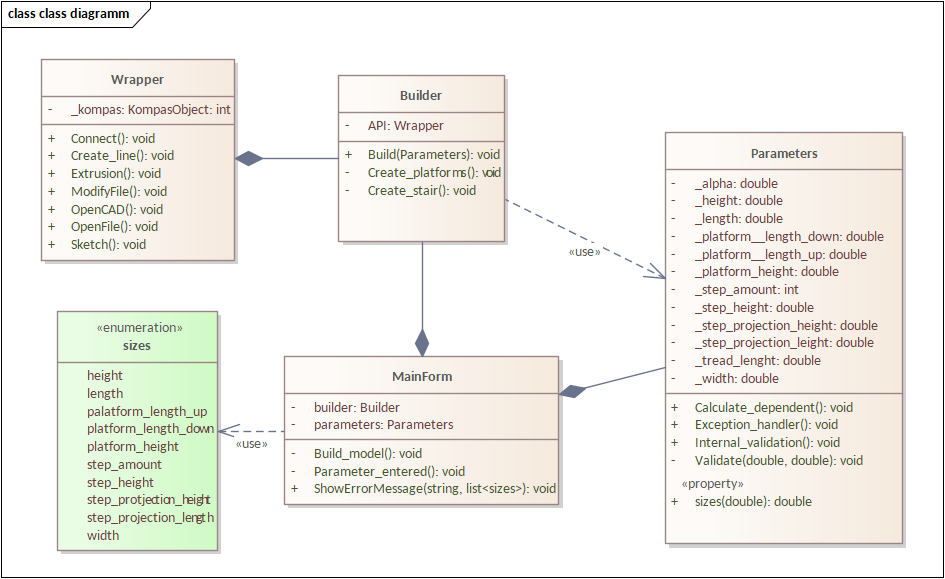 class class diagramm
Wrapper
- _kompas: KompasObject: int
+ Connect(): void
+ Create_line(): void
+ Extrusion(): void
+ ModifyFile(): void
+ OpenCAD(): void
+ OpenFile(): void
+ Sketch(): void
Builder
- API: Wrapper
+ Build(Parameters): void
- Create_platforms(): void
- Create_stair(): void
Parameters
- _alpha: double
- _height: double
- _length: double
- _platform__length_down: double
- _platform__length_up: double
- _platform_height: double
- _step_amount: int
- _step_height: double
- _step_projection_height: double
- _step_projection_leight: double
- _tread_lenght: double
- _width: double
+ Calculate_dependent(): void
+ Exception_handler(): void
+ Internal_validation(): void
- Validate(double, double): void
«property»
+ sizes(double): double
«use»
«enumeration»
sizes
height
length
palatform_length_up
platform_length_down
platform_height
step_amount
step_height
step_protjection_height
step_projection_length
width
«use»
MainForm
- builder: Builder
- parameters: Parameters
- Build_model(): void
- Parameter_entered(): void
+ ShowErrorMessage(string, list<sizes>): void